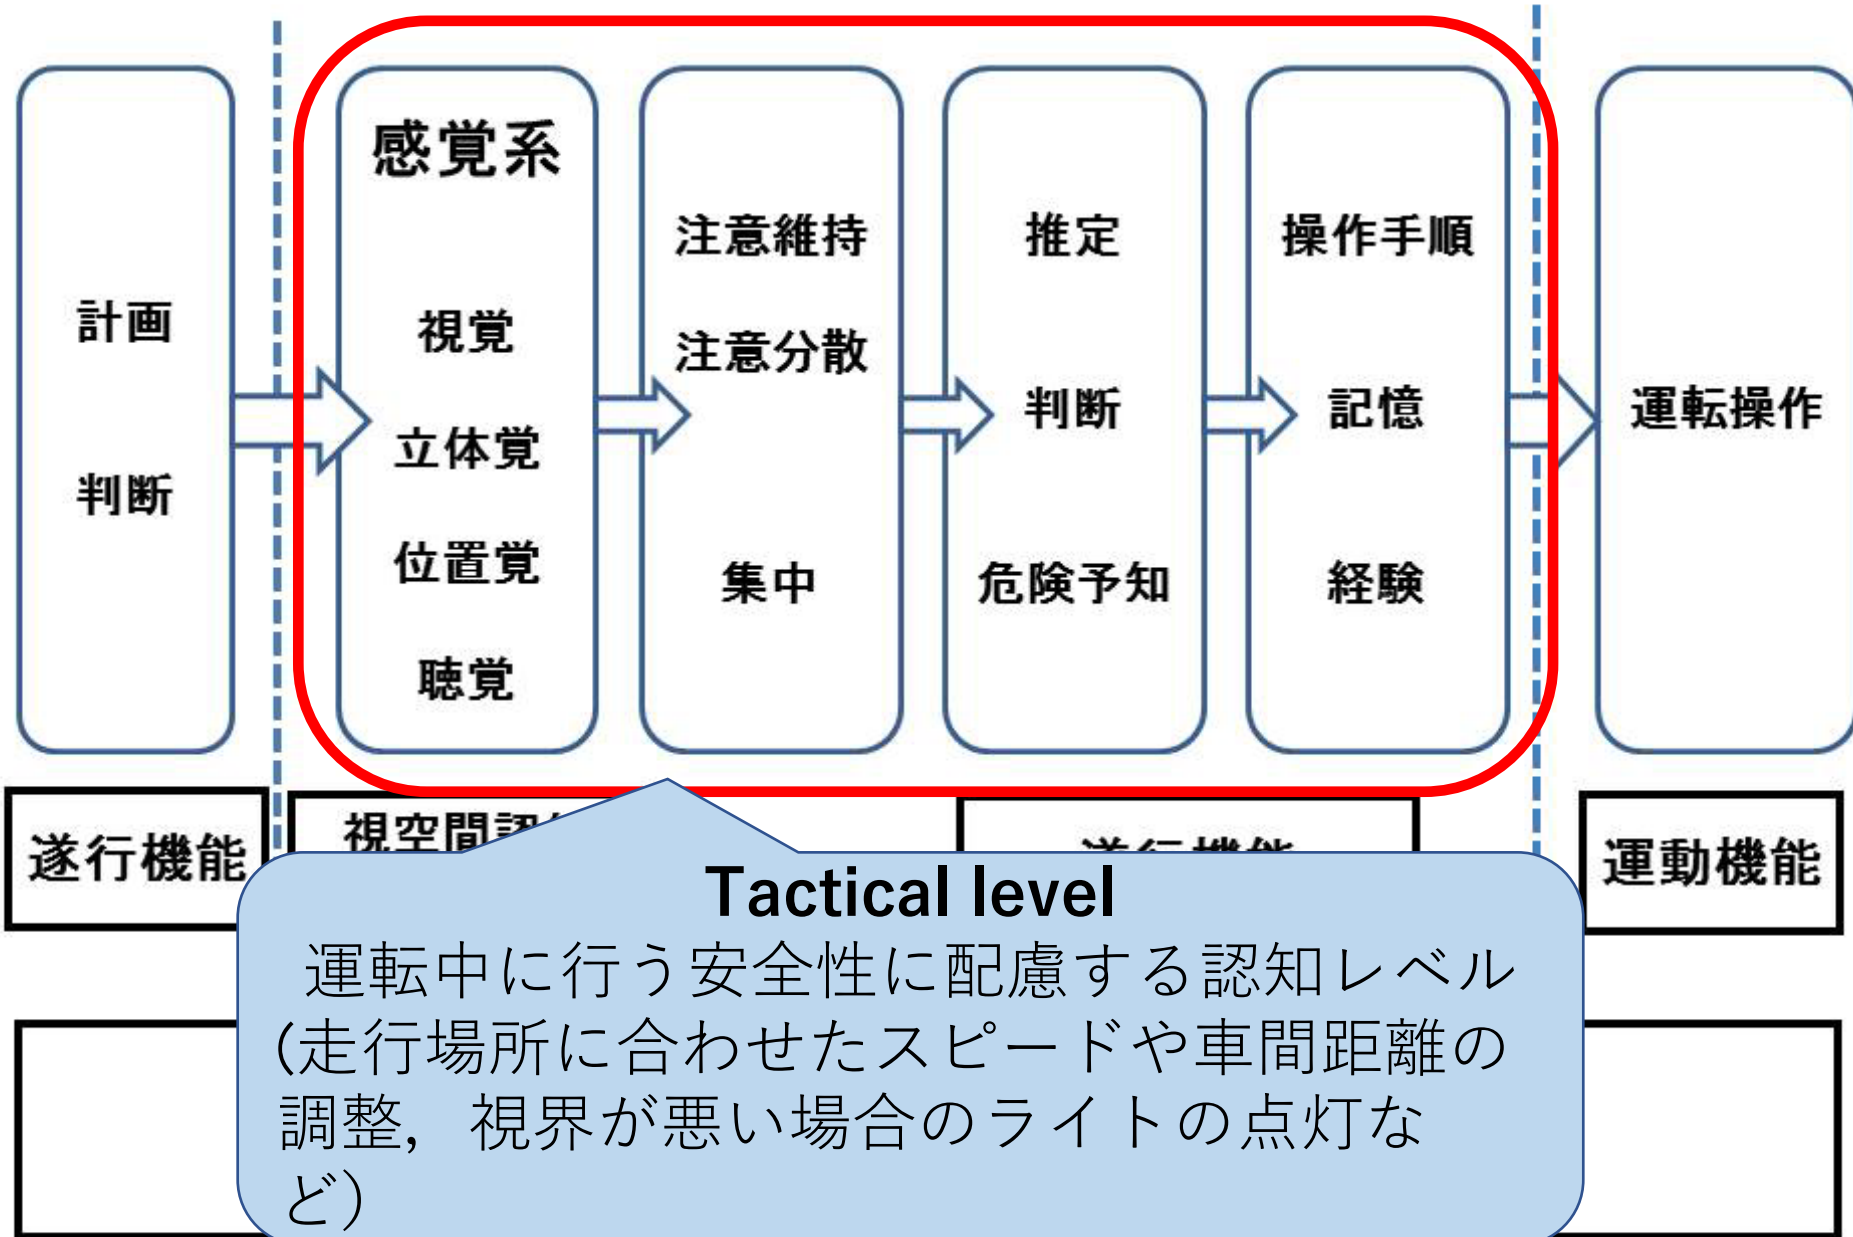 計画
判断
感覚系
視覚
立体覚
位置覚
聴覚
注意維持
注意分散
集中
推定
判断
危険予知
操作手順
記憶
経験
運転操作
遂行機能
視空間認
運動機能
Tactical level
運転中に行う安全性に配慮する認知レベル
(走行場所に合わせたスピードや車間距離の
調整，視界が悪い場合のライトの点灯な
ど)